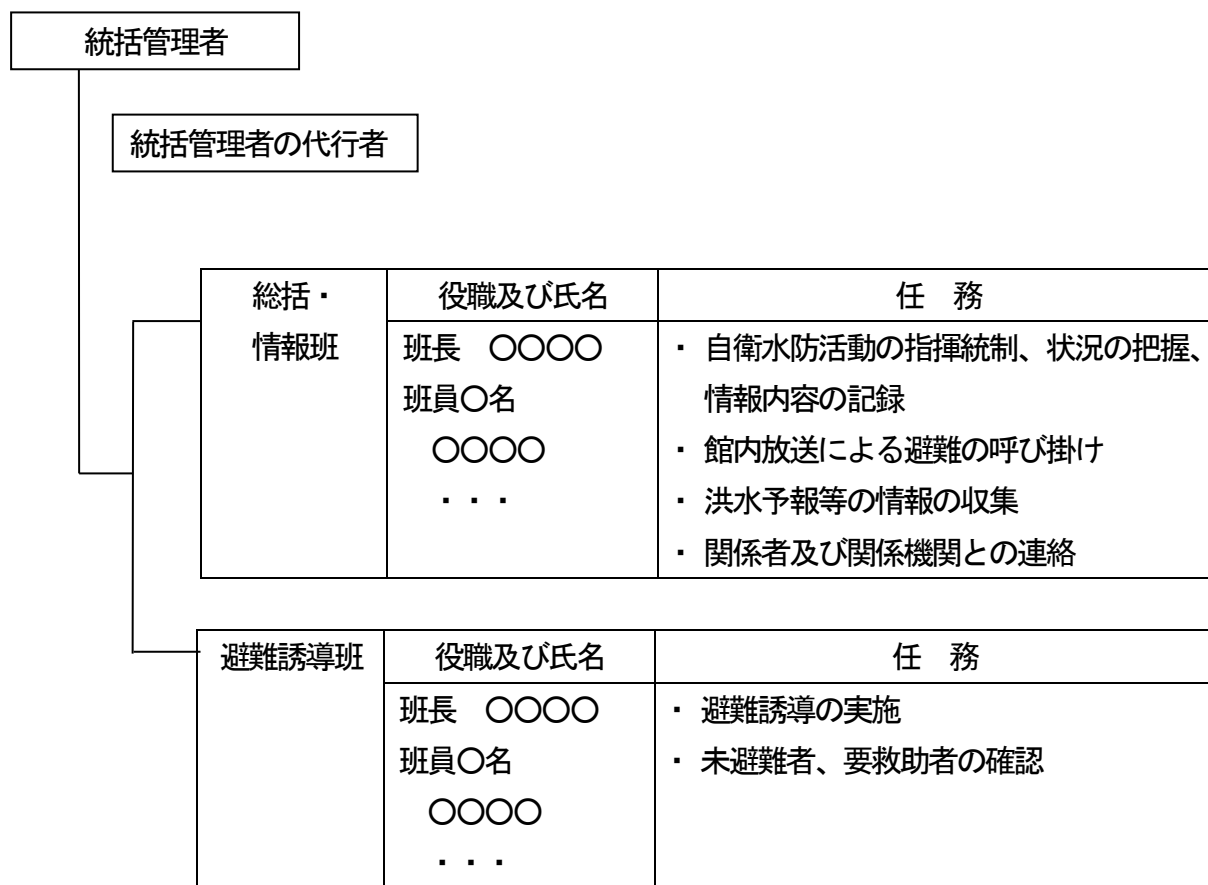 統括管理者
統括管理者の代行者
総括・
情報班
役職及び氏名
任　務
班長　〇〇〇〇
班員〇名
〇〇〇〇
・・・
・ 自衛水防活動の指揮統制、状況の把握、
情報内容の記録
・ 館内放送による避難の呼び掛け
・ 洪水予報等の情報の収集
・ 関係者及び関係機関との連絡
避難誘導班
役職及び氏名
任　務
班長　〇〇〇〇
班員〇名
〇〇〇〇
・・・
・ 避難誘導の実施
・ 未避難者、要救助者の確認